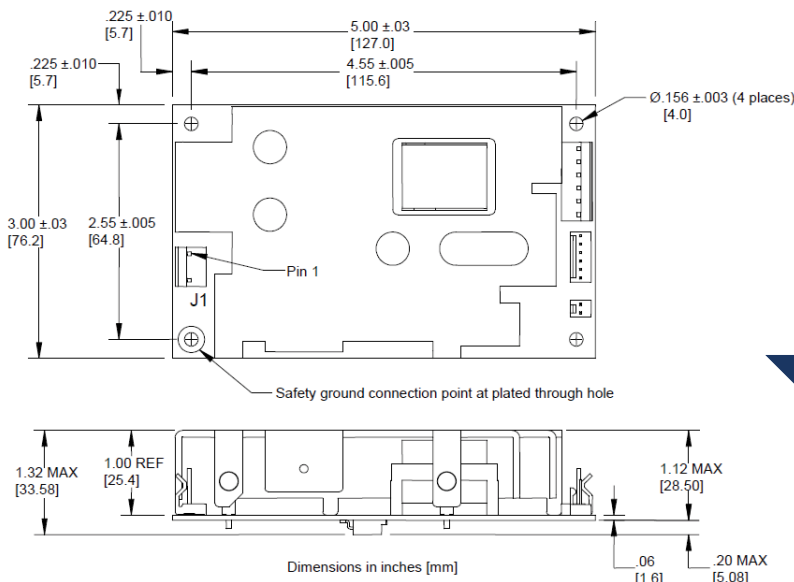 .225 ±.010
[5.7]
5.00 ±.03
[127.0]
.225 ±.010
[5.7]
4.55 ±.005
[115.6]
Ø.156 ±.003 (4 places)
[4.0]
3.00 ±.03
[76.2]
2.55 ±.005
[64.8]
Pin 1
J1
Safety ground connection point at plated through hole
1.32 MAX
[33.58]
1.00 REF
[25.4]
1.12 MAX
[28.50]
Dimensions in inches [mm]
.06
[1.6]
.20 MAX
[5.08]